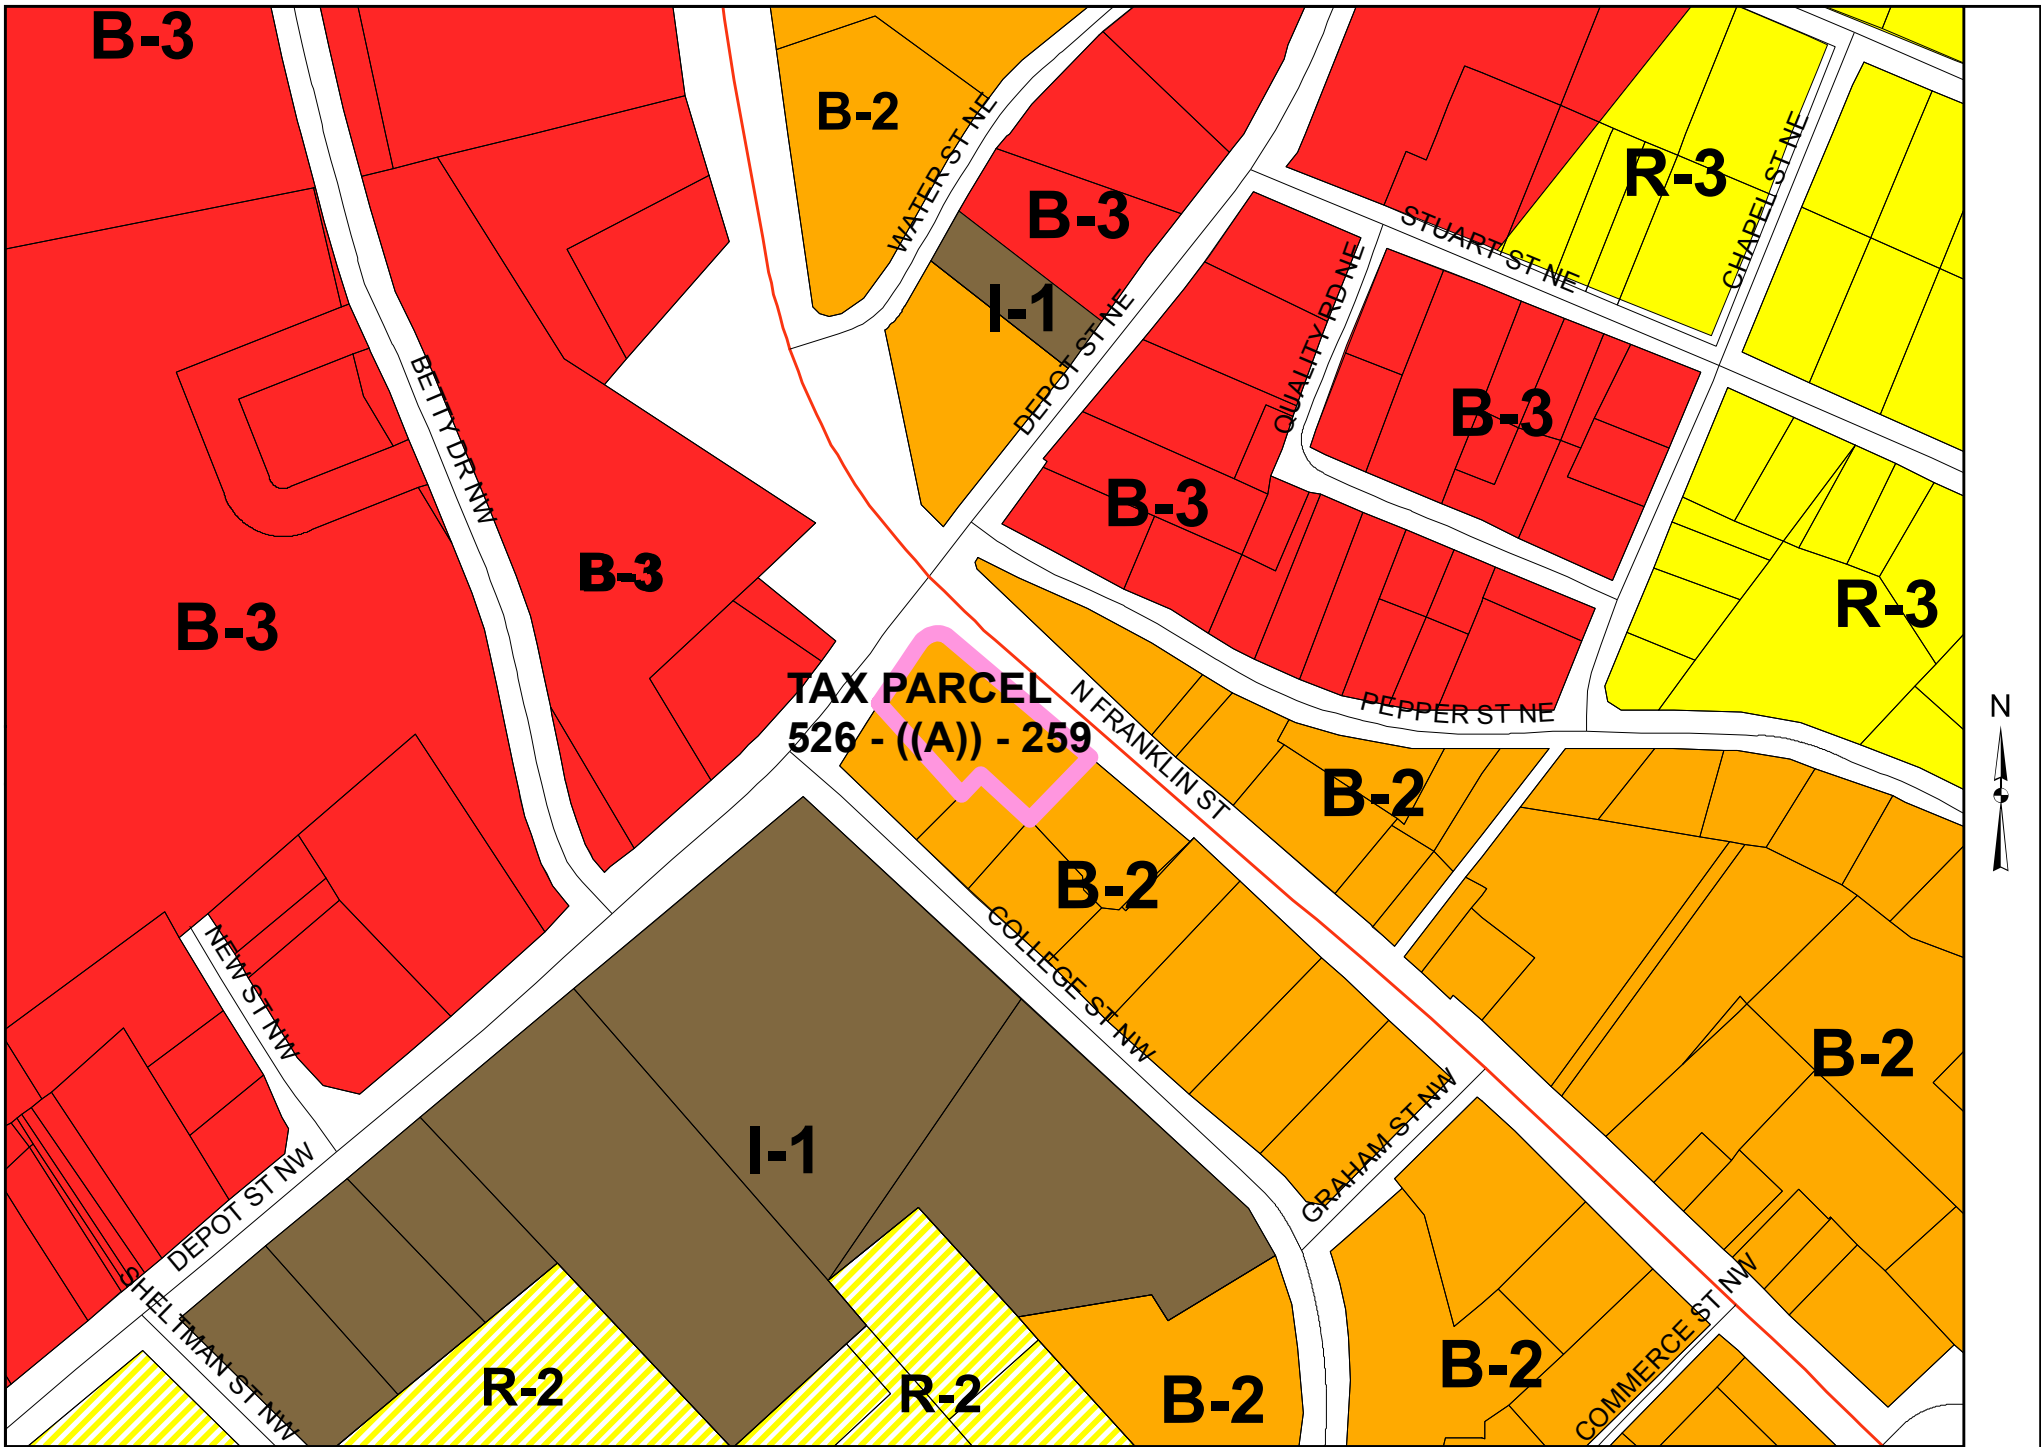 B-3
B-2
WATER ST NE
B-3
R-3
CHAPEL ST NE
STUART ST NE
QUALITY RD NE
I-1
DEPOT ST NE
BETTY DR NW
B-3
B-3
B-3
B-3
R-3
TAX PARCEL
526 - ((A)) - 259
N FRANKLIN ST
PEPPER ST NE
N
B-2
B-2
COLLEGE ST NW
NEW ST NW
B-2
I-1
GRAHAM ST NW
DEPOT ST NW
SHELTMAN ST NW
R-2
R-2
B-2
B-2
COMMERCE ST NW